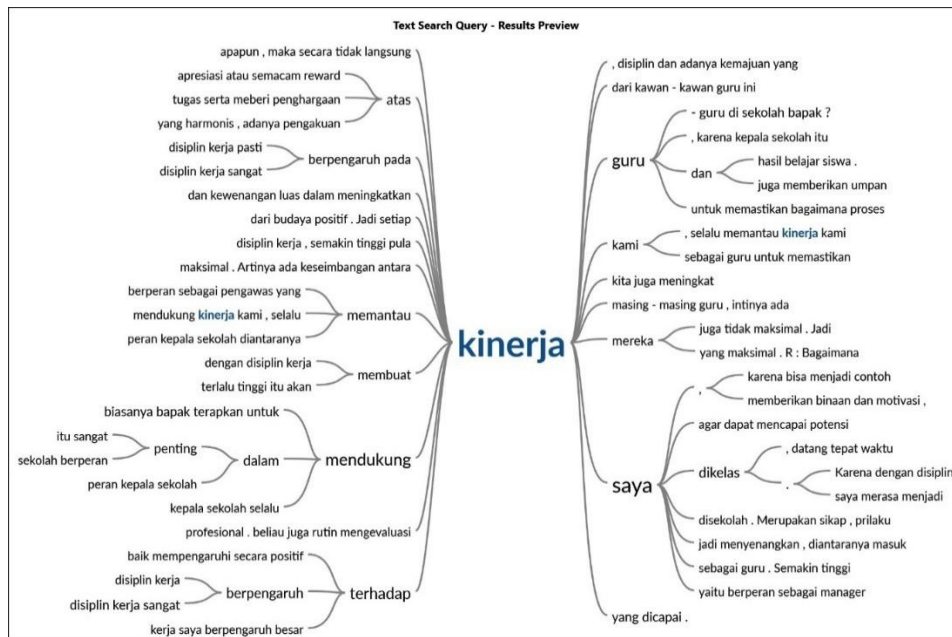 Text Search Query - Results Preview
apapun , maka secara tidak langsung
apresiasi atau semacam reward
tugas serta meberi penghargaan
yang harmonis , adanya pengakuan
atas
disiplin kerja pasti
disiplin kerja sangat
berpengaruh pada
dan kewenangan luas dalam meningkatkan
dari budaya positif . Jadi setiap
disiplin kerja , semakin tinggi pula
maksimal . Artinya ada keseimbangan antara
berperan sebagai pengawas yang
mendukung kinerja kami , selalu
peran kepala sekolah diantaranya
memantau
dengan disiplin kerja
terlalu tinggi itu akan
membuat
biasanya bapak terapkan untuk
itu sangat
sekolah berperan
penting
peran kepala sekolah
dalam
kepala sekolah selalu
mendukung
profesional . beliau juga rutin mengevaluasi
baik mempengaruhi secara positif
disiplin kerja
disiplin kerja sangat
berpengaruh
kerja saya berpengaruh besar
terhadap
kinerja
, disiplin dan adanya kemajuan yang
dari kawan - kawan guru ini
guru
- guru di sekolah bapak ?
, karena kepala sekolah itu
dan
hasil belajar siswa .
juga memberikan umpan
untuk memastikan bagaimana proses
kami
, selalu memantau kinerja kami
sebagai guru untuk memastikan
kita juga meningkat
masing - masing guru , intinya ada
mereka
juga tidak maksimal . Jadi
yang maksimal . R : Bagaimana
saya
,
karena bisa menjadi contoh
memberikan binaan dan motivasi ,
agar dapat mencapai potensi
dikelas
, datang tepat waktu
.
Karena dengan disiplin
saya merasa menjadi
disekolah . Merupakan sikap , prilaku
jadi menyenangkan , diantaranya masuk
sebagai guru . Semakin tinggi
yaitu berperan sebagai manager
yang dicapai .